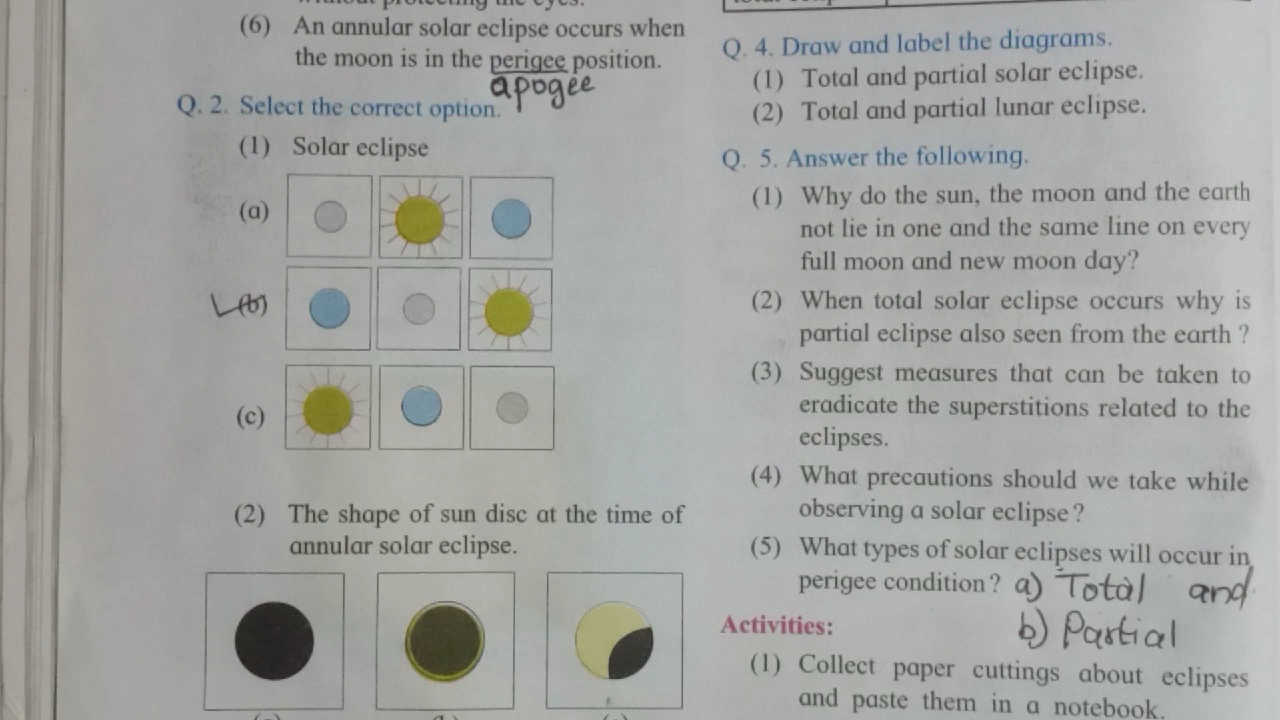 without protecting the eyes.
(6) An annular solar eclipse occurs when
the moon is in the perigee position.
apogee
Q. 2. Select the correct option.
(1) Solar eclipse
(a)
(b)
(c)
(2) The shape of sun disc at the time of
annular solar eclipse.
Q. 4. Draw and label the diagrams.
(1) Total and partial solar eclipse.
(2) Total and partial lunar eclipse.
Q. 5. Answer the following.
(1) Why do the sun, the moon and the earth
not lie in one and the same line on every
full moon and new moon day?
(2) When total solar eclipse occurs why is
partial eclipse also seen from the earth ?
(3) Suggest measures that can be taken to
eradicate the superstitions related to the
eclipses.
(4) What precautions should we take while
observing a solar eclipse ?
(5) What types of solar eclipses will occur in
perigee condition ? a) Total and
b) Partial
Activities:
(1) Collect paper cuttings about eclipses
and paste them in a notebook.